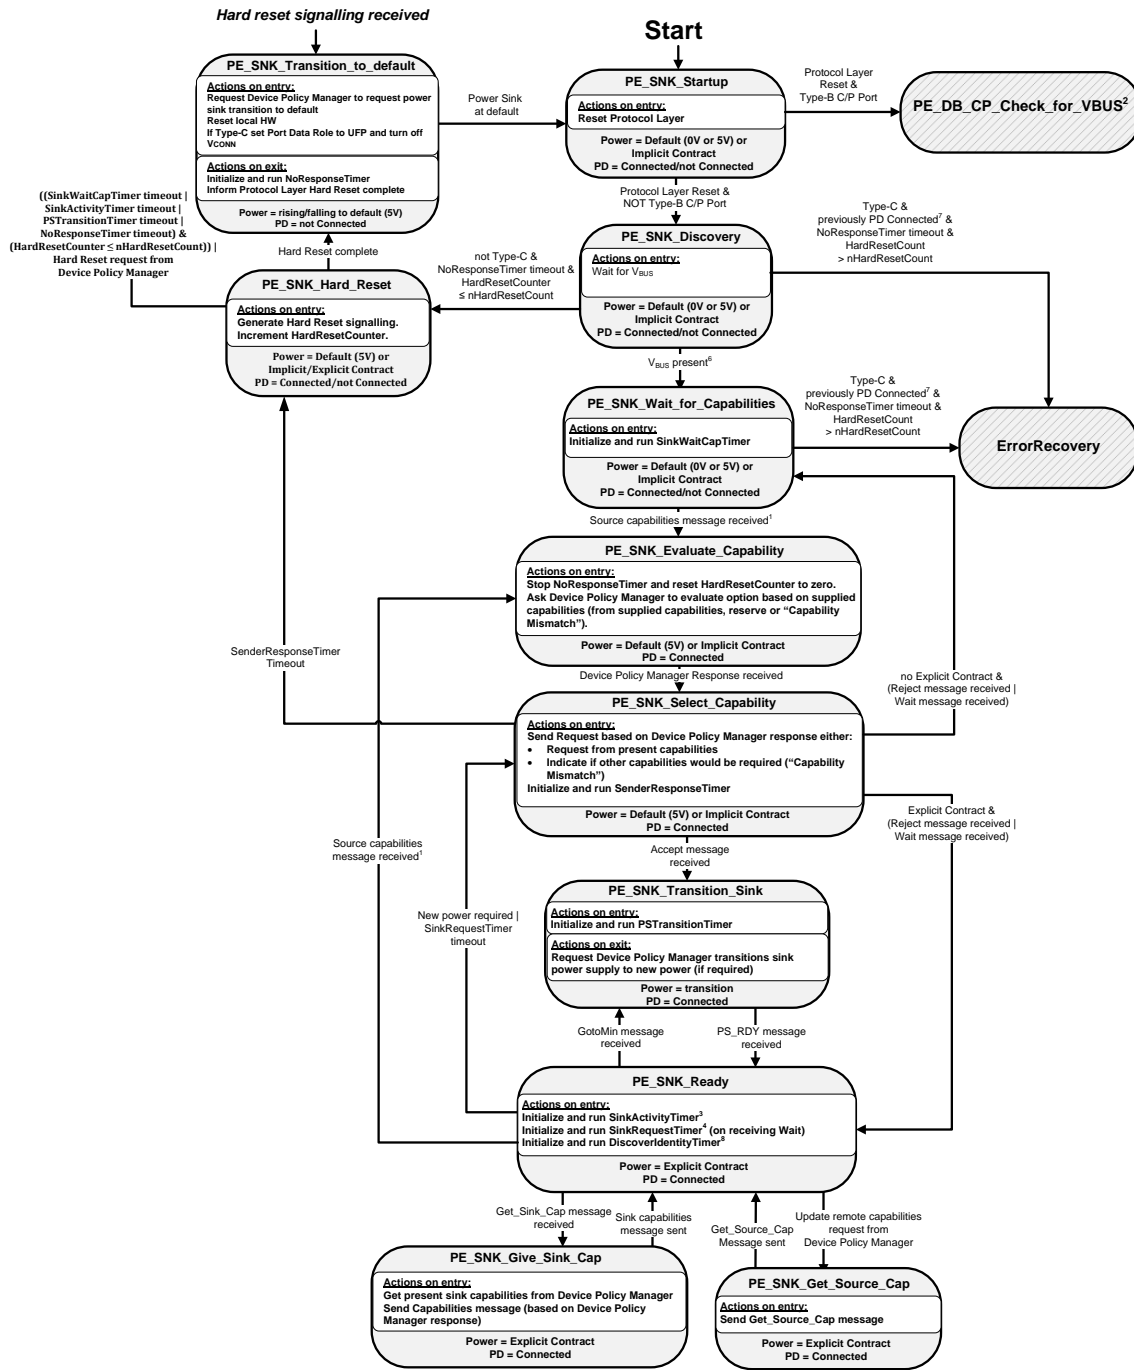 Hard reset signalling received
Start
PE_SNK_Transition_to_default
Actions on entry:
Request Device Policy Manager to request power
sink transition to default
Reset local HW
If Type-C set Port Data Role to UFP and turn off
VCONN
Actions on exit:
Initialize and run NoResponseTimer
Inform Protocol Layer Hard Reset complete
Power = rising/falling to default (5V)
PD = not Connected
Power Sink
at default
PE_SNK_Startup
Actions on entry:
Reset Protocol Layer
Power = Default (0V or 5V) or
Implicit Contract
PD = Connected/not Connected
Protocol Layer
Reset &
Type-B C/P Port
PE_DB_CP_Check_for_VBUS²
((SinkWaitCapTimer timeout |
SinkActivityTimer timeout |
PSTransitionTimer timeout |
NoResponseTimer timeout) &
(HardResetCounter ≤ nHardResetCount)) |
Hard Reset request from
Device Policy Manager
Hard Reset complete
Protocol Layer Reset &
NOT Type-B C/P Port
PE_SNK_Discovery
Actions on entry:
Wait for VBUS
Power = Default (0V or 5V) or
Implicit Contract
PD = Connected/not Connected
Type-C &
previously PD Connected⁷ &
NoResponseTimer timeout &
HardResetCount
> nHardResetCount
not Type-C &
NoResponseTimer timeout &
HardResetCounter
≤ nHardResetCount
PE_SNK_Hard_Reset
Actions on entry:
Generate Hard Reset signalling.
Increment HardResetCounter.
Power = Default (5V) or
Implicit/Explicit Contract
PD = Connected/not Connected
VBUS present⁶
PE_SNK_Wait_for_Capabilities
Actions on entry:
Initialize and run SinkWaitCapTimer
Power = Default (0V or 5V) or
Implicit Contract
PD = Connected/not Connected
Type-C &
previously PD Connected⁷ &
NoResponseTimer timeout &
HardResetCount
> nHardResetCount
ErrorRecovery
Source capabilities message received¹
PE_SNK_Evaluate_Capability
Actions on entry:
Stop NoResponseTimer and reset HardResetCounter to zero.
Ask Device Policy Manager to evaluate option based on supplied
capabilities (from supplied capabilities, reserve or “Capability
Mismatch”).
Power = Default (5V) or Implicit Contract
PD = Connected
SenderResponseTimer
Timeout
Device Policy Manager Response received
no Explicit Contract &
(Reject message received |
Wait message received)
PE_SNK_Select_Capability
Actions on entry:
Send Request based on Device Policy Manager response either:
• Request from present capabilities
• Indicate if other capabilities would be required (“Capability
Mismatch”)
Initialize and run SenderResponseTimer
Power = Default (5V) or Implicit Contract
PD = Connected
Explicit Contract &
(Reject message received |
Wait message received)
Source capabilities
message received¹
Accept message
received
PE_SNK_Transition_Sink
Actions on entry:
Initialize and run PSTransitionTimer
Actions on exit:
Request Device Policy Manager transitions sink
power supply to new power (if required)
Power = transition
PD = Connected
New power required |
SinkRequestTimer
timeout
GotoMin message
received
PS_RDY message
received
PE_SNK_Ready
Actions on entry:
Initialize and run SinkActivityTimer³
Initialize and run SinkRequestTimer⁴ (on receiving Wait)
Initialize and run DiscoverIdentityTimer⁸
Power = Explicit Contract
PD = Connected
Get_Sink_Cap message
received
Sink capabilities
message sent
Get_Source_Cap
Message sent
Update remote capabilities
request from
Device Policy Manager
PE_SNK_Give_Sink_Cap
Actions on entry:
Get present sink capabilities from Device Policy Manager
Send Capabilities message (based on Device Policy
Manager response)
Power = Explicit Contract
PD = Connected
PE_SNK_Get_Source_Cap
Actions on entry:
Send Get_Source_Cap message
Power = Explicit Contract
PD = Connected